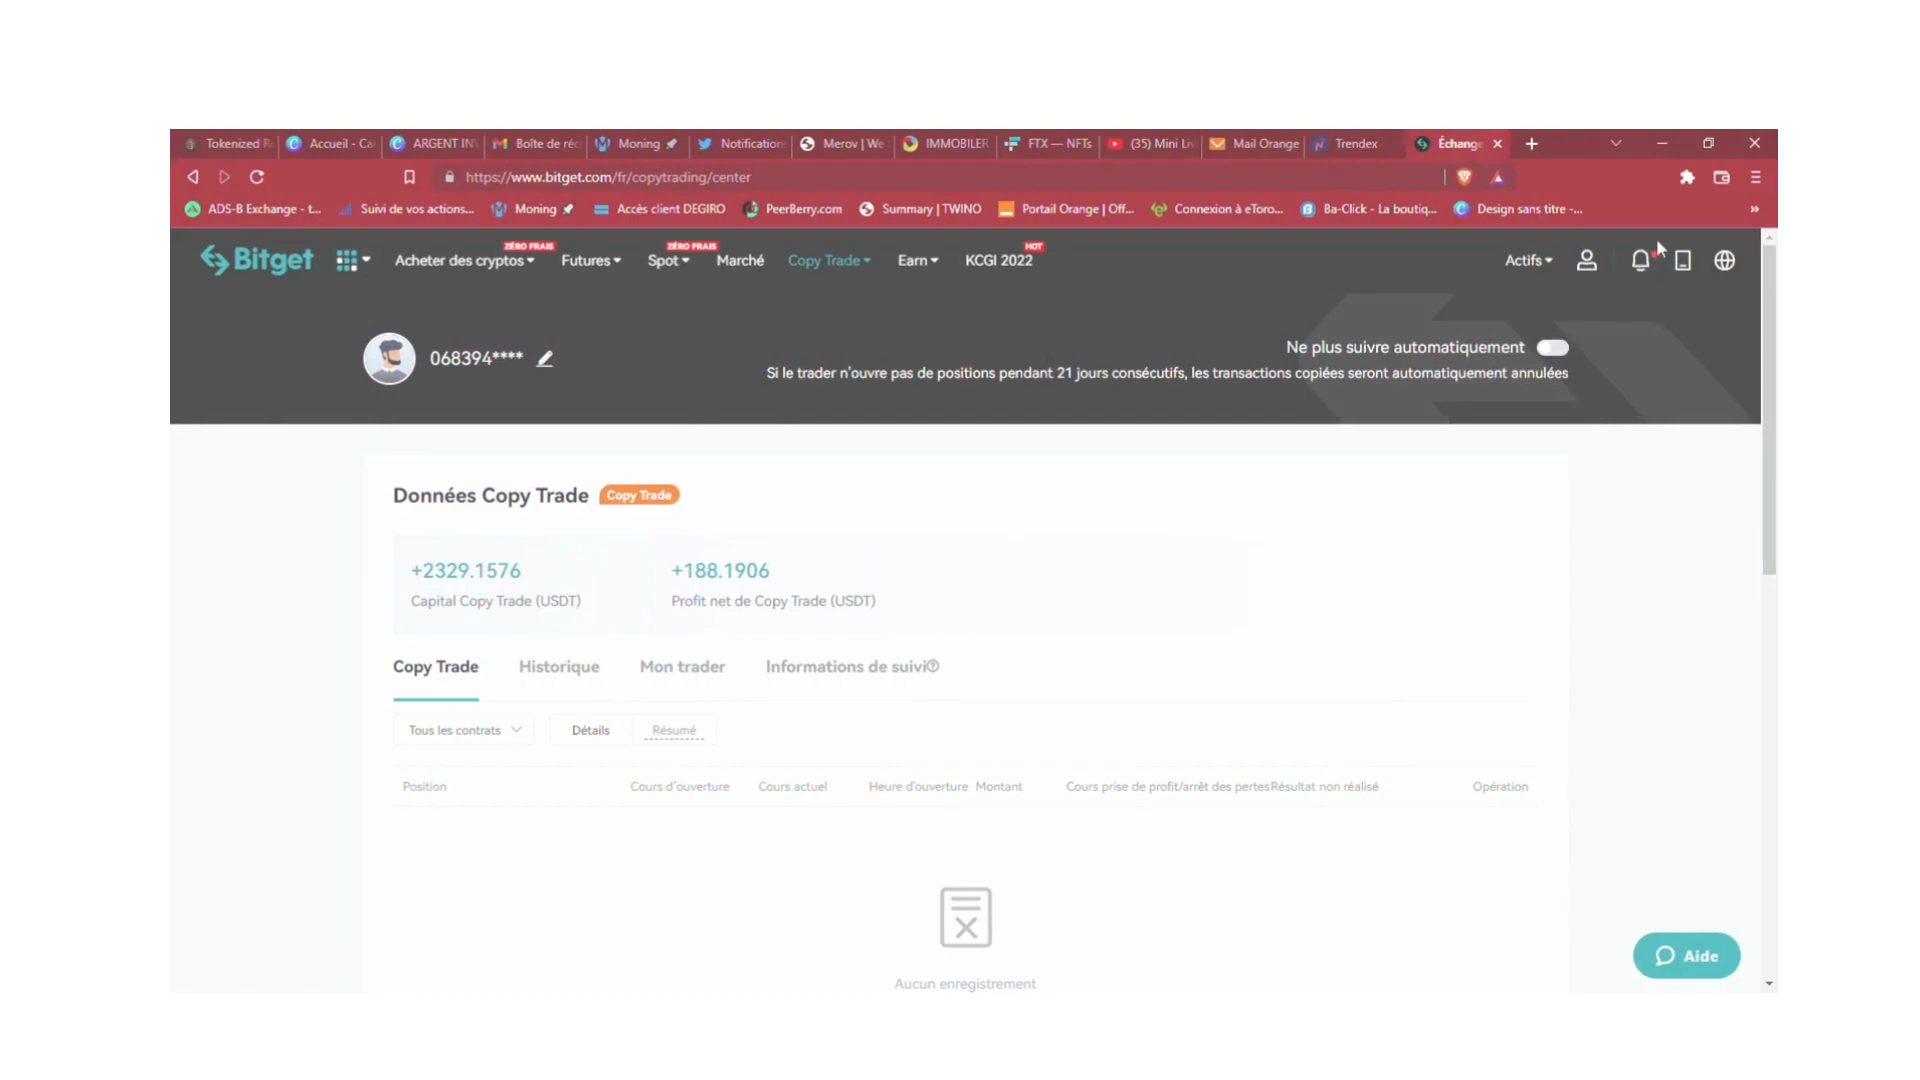 Tokenized R
Accueil - Ca
ARGENT IN
Boîte de réc
Moning
Notification
Merov | We
IMMOBILER
FTX — NFTs
(35) Mini Liv
Mail Orange
Trendex
Échange
https://www.bitget.com/fr/copytrading/center
ADS-B Exchange - t...
Suivi de vos actions...
Moning
Accès client DEGIRO
PeerBerry.com
Summary | TWINO
Portail Orange | Off...
Connexion à eToro...
Ba-Click - La boutiq...
Design sans titre -...
»
Bitget
Acheter des cryptos
ZÉRO FRAIS
Futures
Spot
ZÉRO FRAIS
Marché
Copy Trade
Earn
KCGI 2022
HOT
Actifs
068394****
Ne plus suivre automatiquement
Si le trader n'ouvre pas de positions pendant 21 jours consécutifs, les transactions copiées seront automatiquement annulées
Données Copy Trade
Copy Trade
+2329.1576
Capital Copy Trade (USDT)
+188.1906
Profit net de Copy Trade (USDT)
Copy Trade
Historique
Mon trader
Informations de suivi
Tous les contrats
Détails
Résumé
Position
Cours d'ouverture
Cours actuel
Heure d'ouverture
Montant
Cours prise de profit/arrêt des pertes
Résultat non réalisé
Opération
Aucun enregistrement
Aide